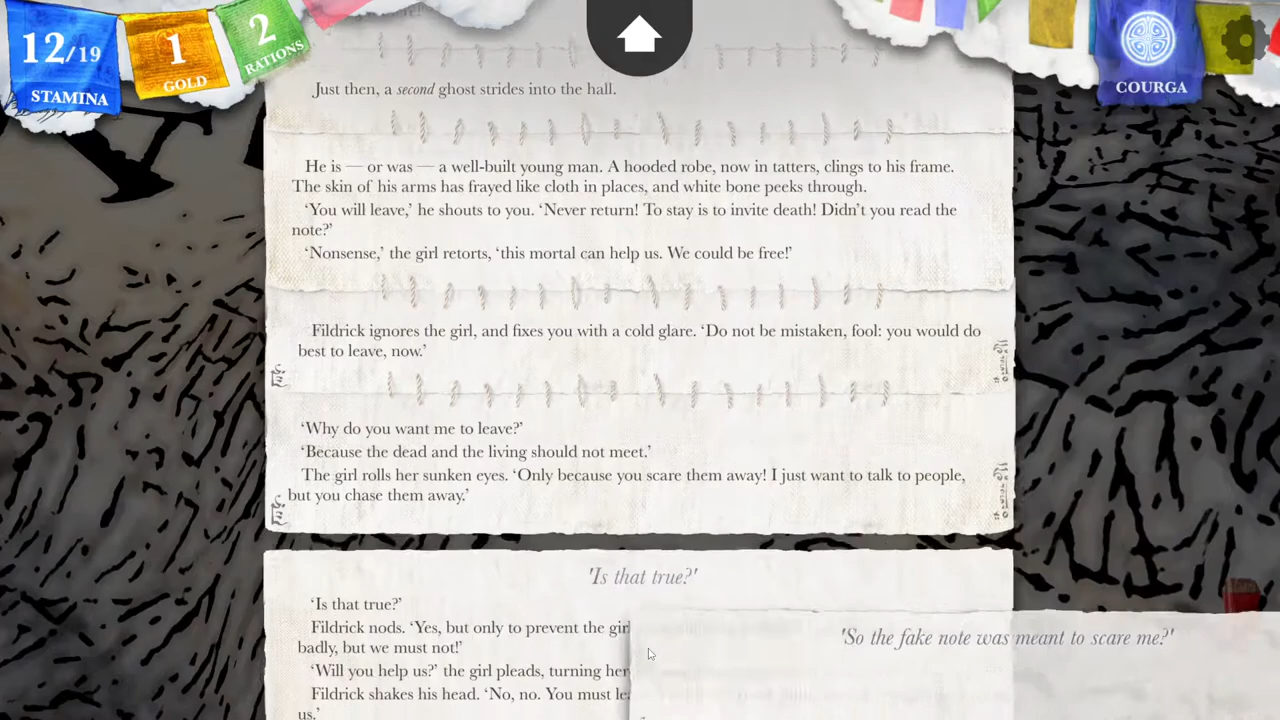 12/19
STAMINA
1
GOLD
2
RATIONS
COURGA
Just then, a second ghost strides into the hall.
He is — or was — a well-built young man. A hooded robe, now in tatters, clings to his frame.
The skin of his arms has frayed like cloth in places, and white bone peeks through.
‘You will leave,’ he shouts to you. ‘Never return! To stay is to invite death! Didn’t you read the
note?’
‘Nonsense,’ the girl retorts, ‘this mortal can help us. We could be free!’
Fildrick ignores the girl, and fixes you with a cold glare. ‘Do not be mistaken, fool: you would do
best to leave, now.’
‘Why do you want me to leave?’
‘Because the dead and the living should not meet.’
The girl rolls her sunken eyes. ‘Only because you scare them away! I just want to talk to people,
but you chase them away.’
'Is that true?'
‘Is that true?’
Fildrick nods. ‘Yes, but only to prevent the girl
badly, but we must not!’
‘Will you help us?’ the girl pleads, turning her
Fildrick shakes his head. ‘No, no. You must le
us.’
'So the fake note was meant to scare me?'